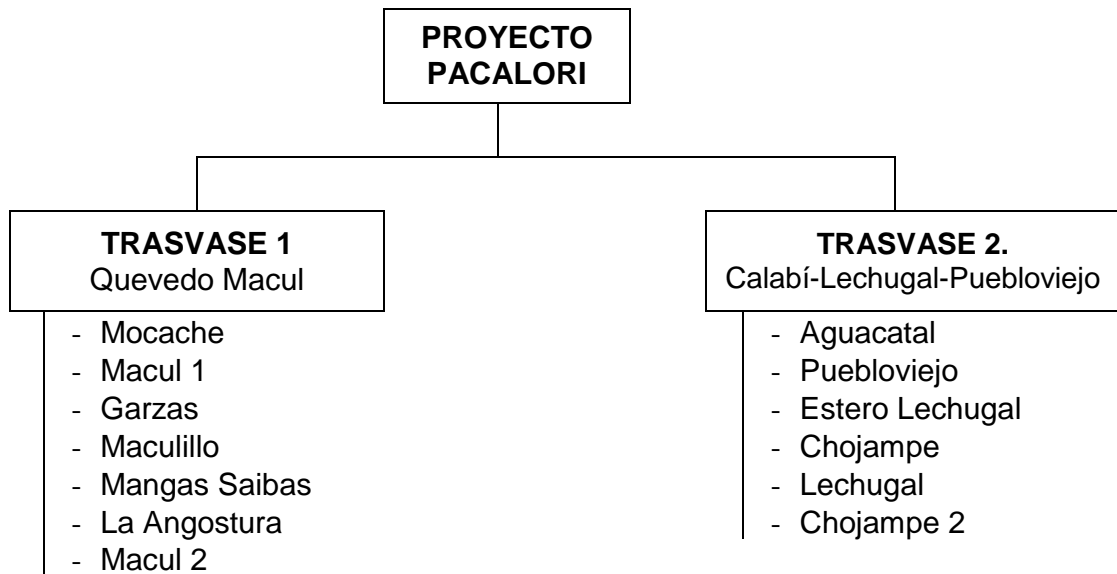 PROYECTO
PACALORI
TRASVASE 1
Quevedo Macul
- Mocache
- Macul 1
- Garzas
- Maculillo
- Mangas Saibas
- La Angostura
- Macul 2
TRASVASE 2.
Calabí-Lechugal-Puebloviejo
- Aguacatal
- Puebloviejo
- Estero Lechugal
- Chojampe
- Lechugal
- Chojampe 2